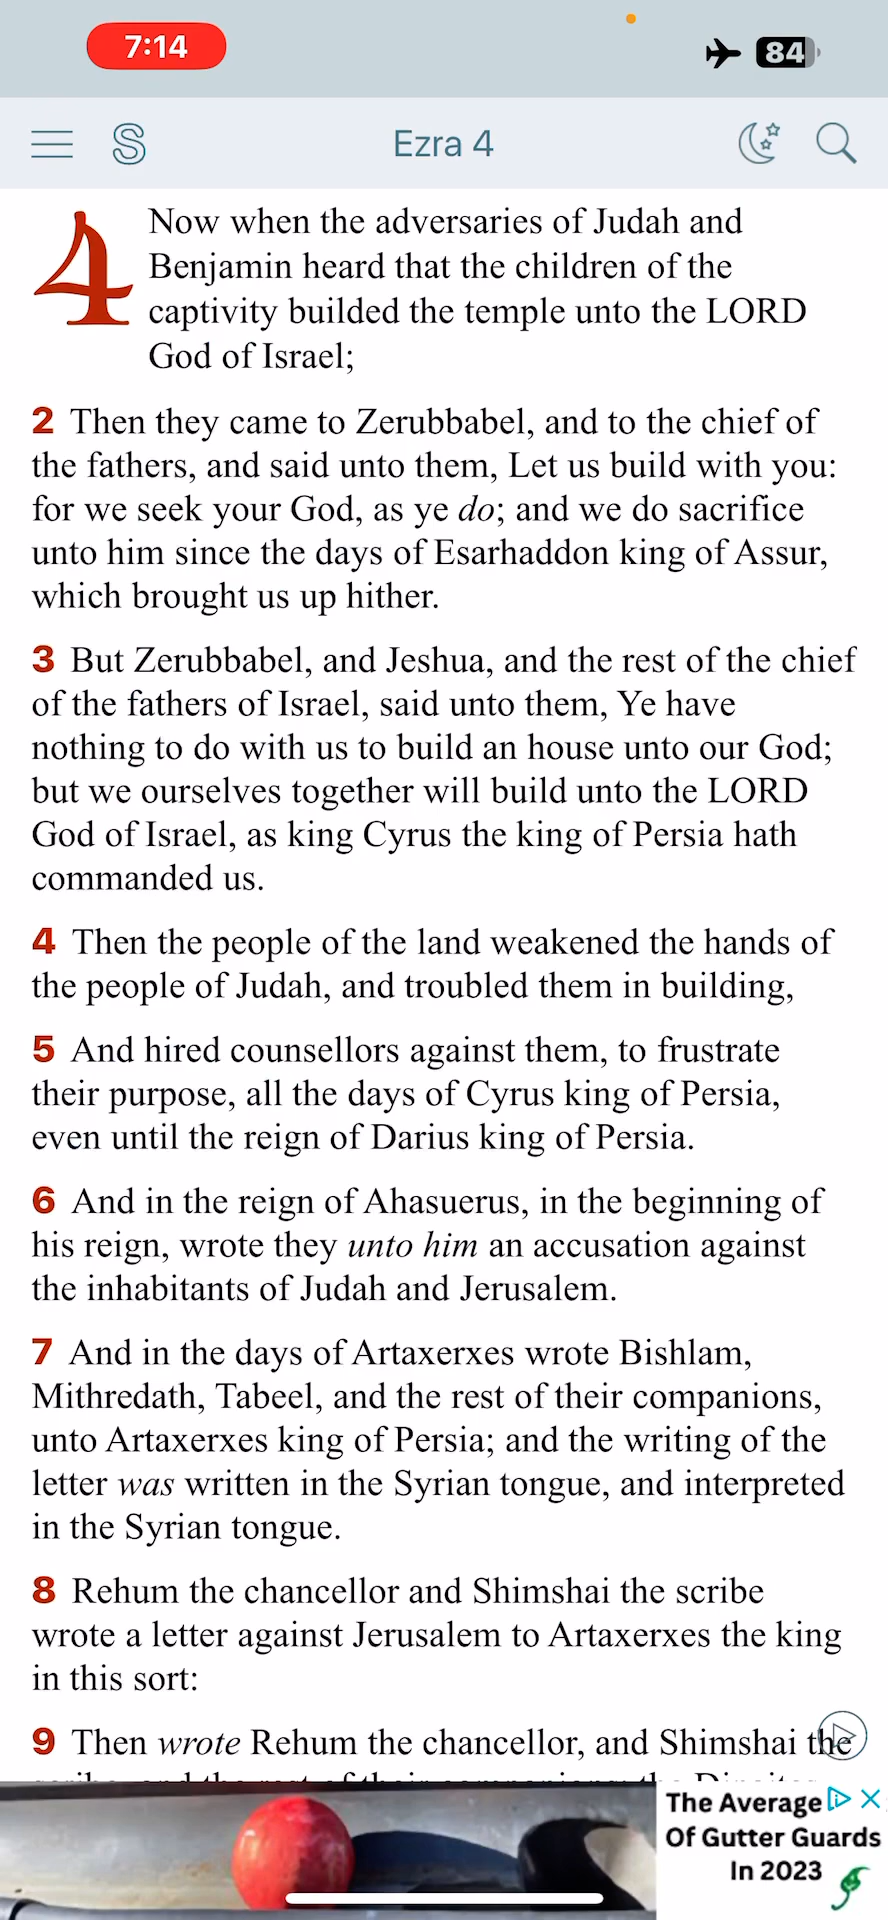 7:14
84
S
Ezra 4
4 Now when the adversaries of Judah and
Benjamin heard that the children of the
captivity builded the temple unto the LORD
God of Israel;
2 Then they came to Zerubbabel, and to the chief of
the fathers, and said unto them, Let us build with you:
for we seek your God, as ye do; and we do sacrifice
unto him since the days of Esarhaddon king of Assur,
which brought us up hither.
3 But Zerubbabel, and Jeshua, and the rest of the chief
of the fathers of Israel, said unto them, Ye have
nothing to do with us to build an house unto our God;
but we ourselves together will build unto the LORD
God of Israel, as king Cyrus the king of Persia hath
commanded us.
4 Then the people of the land weakened the hands of
the people of Judah, and troubled them in building,
5 And hired counsellors against them, to frustrate
their purpose, all the days of Cyrus king of Persia,
even until the reign of Darius king of Persia.
6 And in the reign of Ahasuerus, in the beginning of
his reign, wrote they unto him an accusation against
the inhabitants of Judah and Jerusalem.
7 And in the days of Artaxerxes wrote Bishlam,
Mithredath, Tabeel, and the rest of their companions,
unto Artaxerxes king of Persia; and the writing of the
letter was written in the Syrian tongue, and interpreted
in the Syrian tongue.
8 Rehum the chancellor and Shimshai the scribe
wrote a letter against Jerusalem to Artaxerxes the king
in this sort:
9 Then wrote Rehum the chancellor, and Shimshai the
The Average
Of Gutter Guards
In 2023